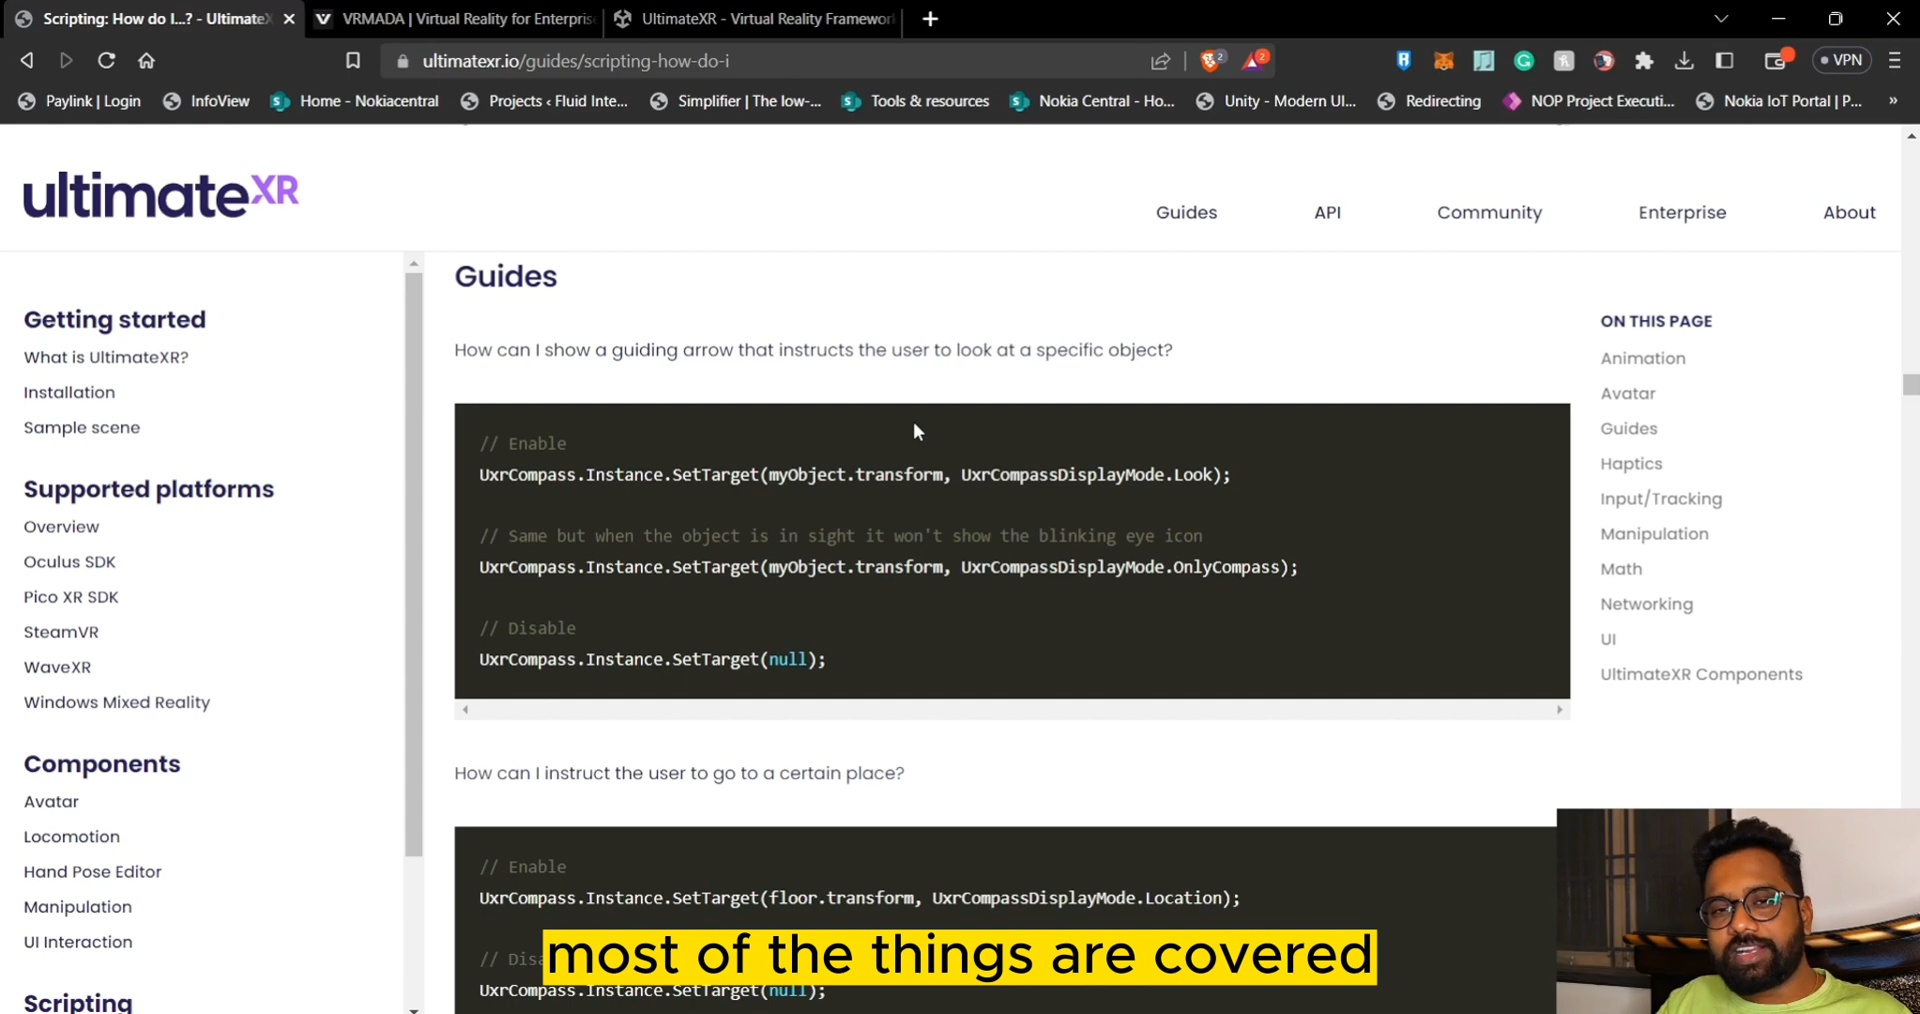 Scripting: How do I...? - UltimateX
VRMADA | Virtual Reality for Enterpris
UltimateXR - Virtual Reality Framewor
ultimatexr.io/guides/scripting-how-do-i
2
2
VPN
Paylink | Login
InfoView
Home - Nokiacentral
Projects ‹ Fluid Inte...
Simplifier | The low-...
Tools & resources
Nokia Central - Ho...
Unity - Modern UI...
Redirecting
NOP Project Executi...
Nokia IoT Portal | P...
»
ultimateXR
Guides
API
Community
Enterprise
About
Getting started
What is UltimateXR?
Installation
Sample scene
Supported platforms
Overview
Oculus SDK
Pico XR SDK
SteamVR
WaveXR
Windows Mixed Reality
Components
Avatar
Locomotion
Hand Pose Editor
Manipulation
UI Interaction
Scripting
Guides
How can I show a guiding arrow that instructs the user to look at a specific object?
// Enable
UxrCompass.Instance.SetTarget(myObject.transform, UxrCompassDisplayMode.Look);
// Same but when the object is in sight it won't show the blinking eye icon
UxrCompass.Instance.SetTarget(myObject.transform, UxrCompassDisplayMode.OnlyCompass);
// Disable
UxrCompass.Instance.SetTarget(null);
How can I instruct the user to go to a certain place?
// Enable
UxrCompass.Instance.SetTarget(floor.transform, UxrCompassDisplayMode.Location);
// Dis
UxrCompass.Instance.SetTarget(null);
most of the things are covered
ON THIS PAGE
Animation
Avatar
Guides
Haptics
Input/Tracking
Manipulation
Math
Networking
UI
UltimateXR Components